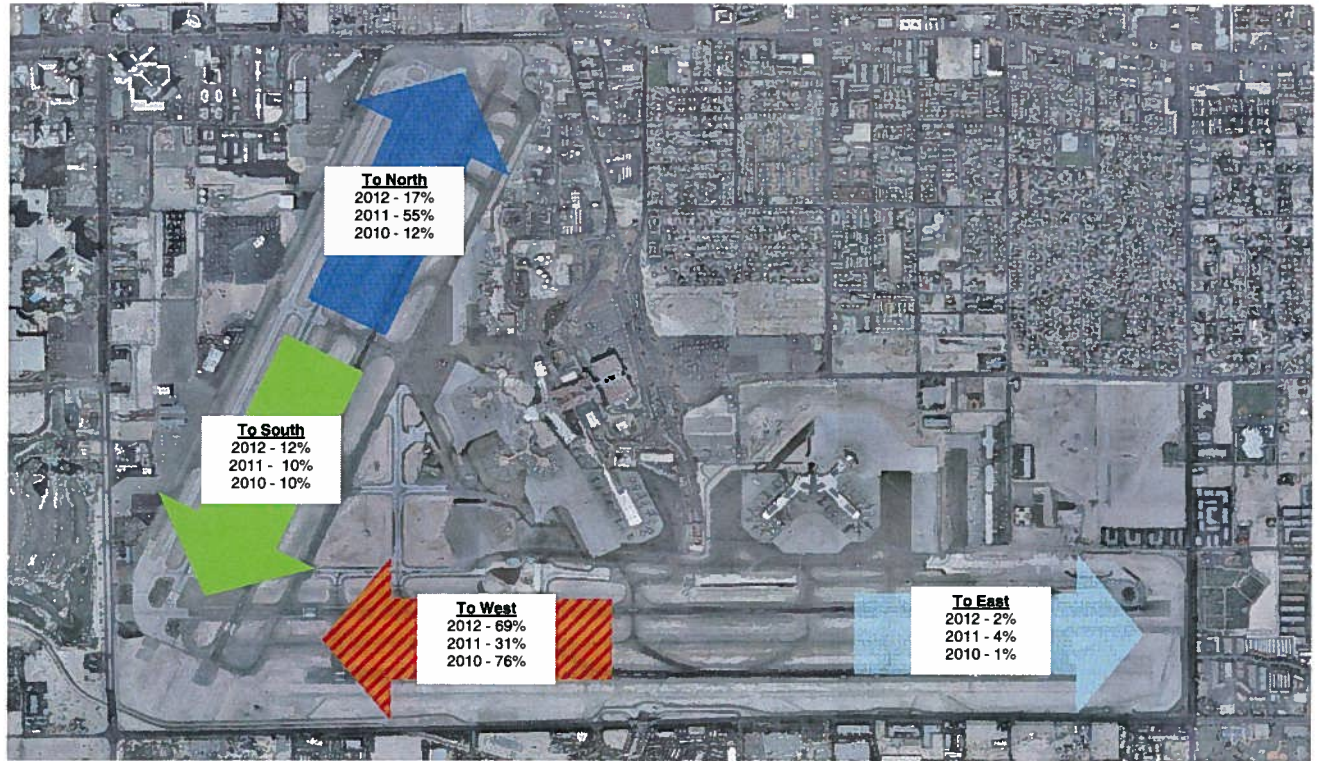 To North
2012 - 17%
2011 - 55%
2010 - 12%
To South
2012 - 12%
2011 - 10%
2010 - 10%
To West
2012 - 69%
2011 - 31%
2010 - 76%
To East
2012 - 2%
2011 - 4%
2010 - 1%